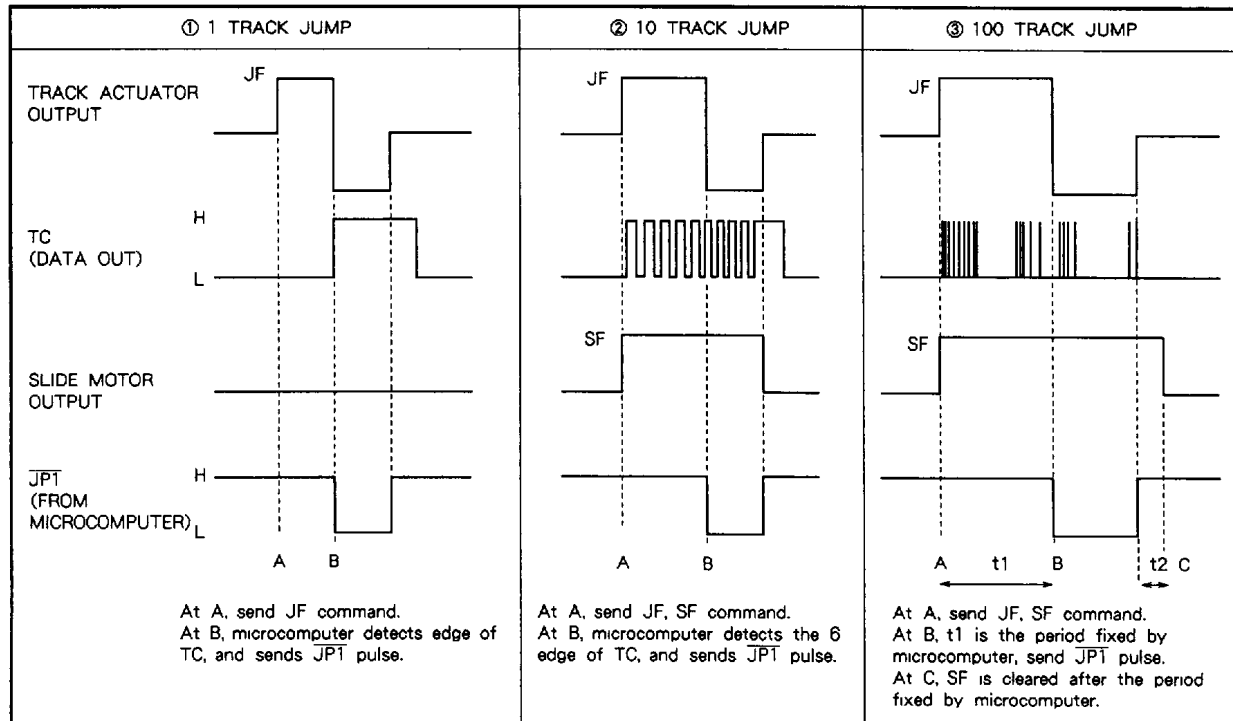 ① 1 TRACK JUMP
② 10 TRACK JUMP
③ 100 TRACK JUMP
TRACK ACTUATOR
OUTPUT
JF
JF
JF
TC
(DATA OUT)
H
L
SLIDE MOTOR
OUTPUT
SF
SF
JP1
(FROM
MICROCOMPUTER)
H
L
A B
A B
A t1 B t2 C
At A, send JF command.
At B, microcomputer detects edge of
TC, and sends JP1 pulse.
At A, send JF, SF command.
At B, microcomputer detects the 6
edge of TC, and sends JP1 pulse.
At A, send JF, SF command.
At B, t1 is the period fixed by
microcomputer, send JP1 pulse.
At C, SF is cleared after the period
fixed by microcomputer.